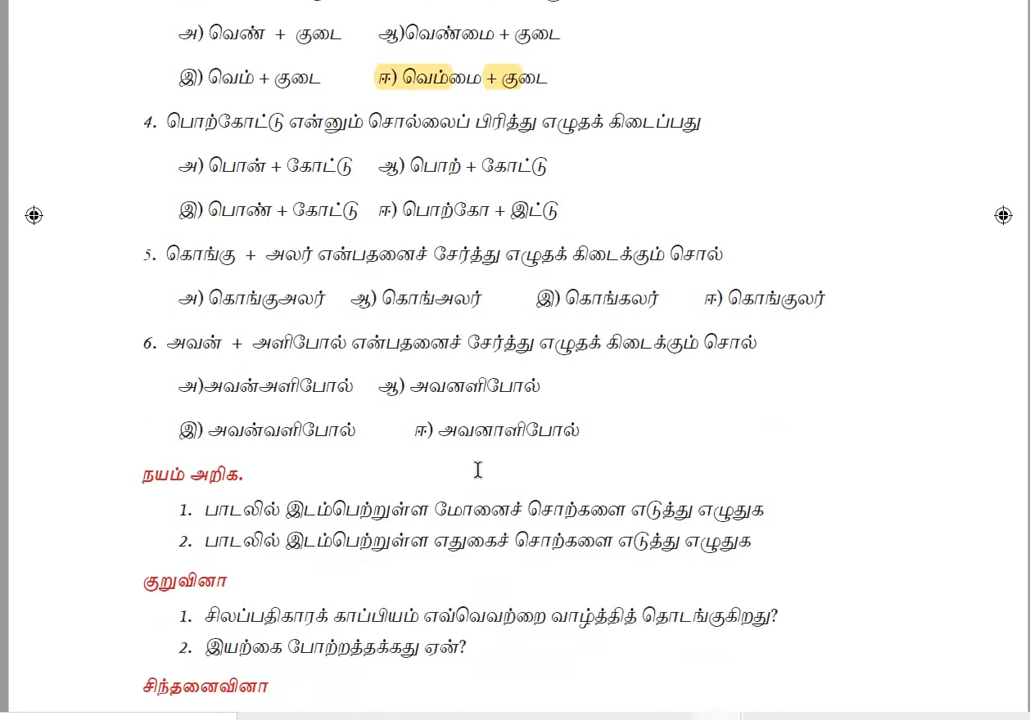 அ) வெண் + குடை ஆ)வெண்மை + குடை
இ) வெம் + குடை ஈ) வெம்மை + குடை
4. பொற்கோட்டு என்னும் சொல்லைப் பிரித்து எழுதக் கிடைப்பது
அ) பொன் + கோட்டு ஆ) பொற் + கோட்டு
இ) பொண் + கோட்டு ஈ) பொற்கோ + இட்டு
5. கொங்கு + அலர் என்பதனைச் சேர்த்து எழுதக் கிடைக்கும் சொல்
அ) கொங்குஅலர் ஆ) கொங்அலர் இ) கொங்கலர் ஈ) கொங்குலர்
6. அவன் + அளிபோல் என்பதனைச் சேர்த்து எழுதக் கிடைக்கும் சொல்
அ)அவன்அளிபோல் ஆ) அவனளிபோல்
இ) அவன்வளிபோல் ஈ) அவனாளிபோல்
நயம் அறிக.
1. பாடலில் இடம்பெற்றுள்ள மோனைச் சொற்களை எடுத்து எழுதுக
2. பாடலில் இடம்பெற்றுள்ள எதுகைச் சொற்களை எடுத்து எழுதுக
குறுவினா
1. சிலப்பதிகாரக் காப்பியம் எவ்வெவற்றை வாழ்த்தித் தொடங்குகிறது?
2. இயற்கை போற்றத்தக்கது ஏன்?
சிந்தனைவினா